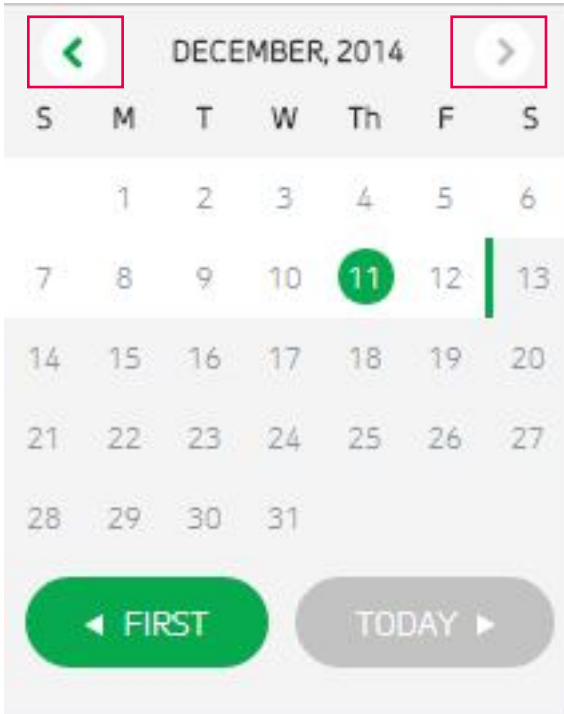 DECEMBER, 2014
S M T W Th F S
1 2 3 4 5 6
7 8 9 10 11 12 13
14 15 16 17 18 19 20
21 22 23 24 25 26 27
28 29 30 31
FIRST TODAY